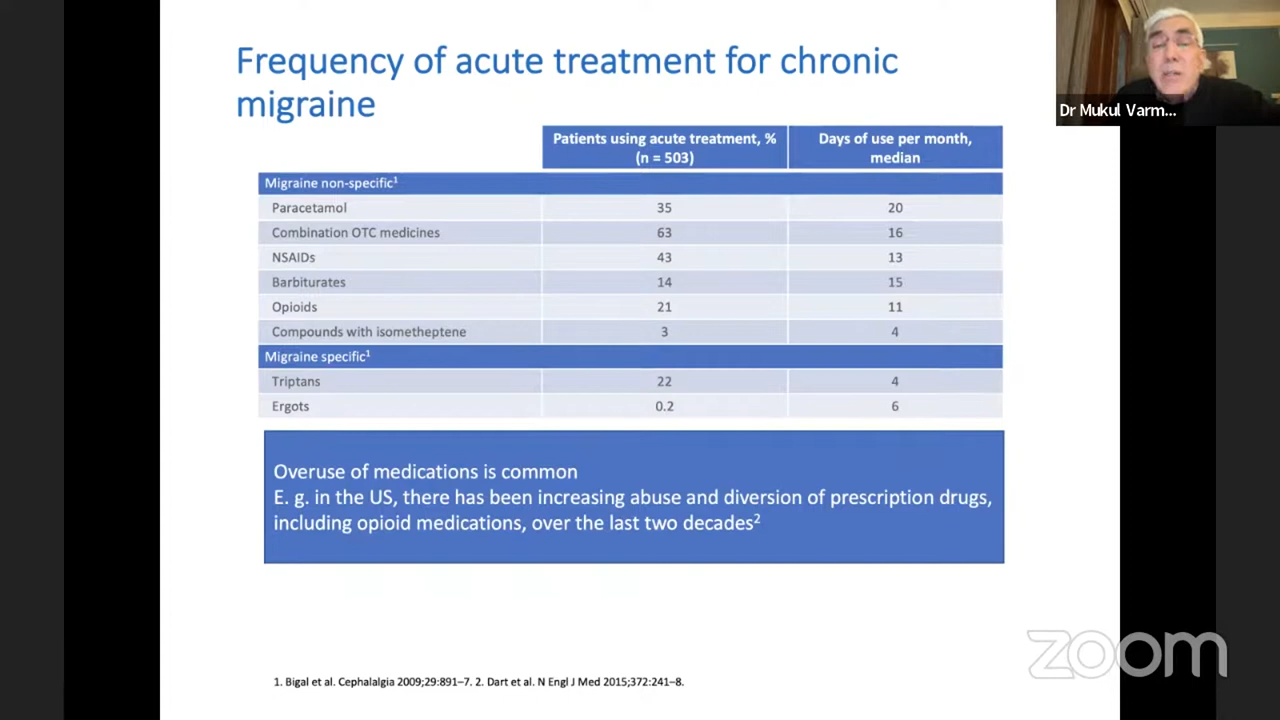 Frequency of acute treatment for chronic
migraine
Dr Mukul Varm...
Patients using acute treatment, % Days of use per month,
(n = 503) median
Migraine non-specific¹
Paracetamol 35 20
Combination OTC medicines 63 16
NSAIDs 43 13
Barbiturates 14 15
Opioids 21 11
Compounds with isometheptene 3 4
Migraine specific¹
Triptans 22 4
Ergots 0.2 6
Overuse of medications is common
E. g. in the US, there has been increasing abuse and diversion of prescription drugs,
including opioid medications, over the last two decades²
zoom
1. Bigal et al. Cephalalgia 2009;29:891–7. 2. Dart et al. N Engl J Med 2015;372:241–8.